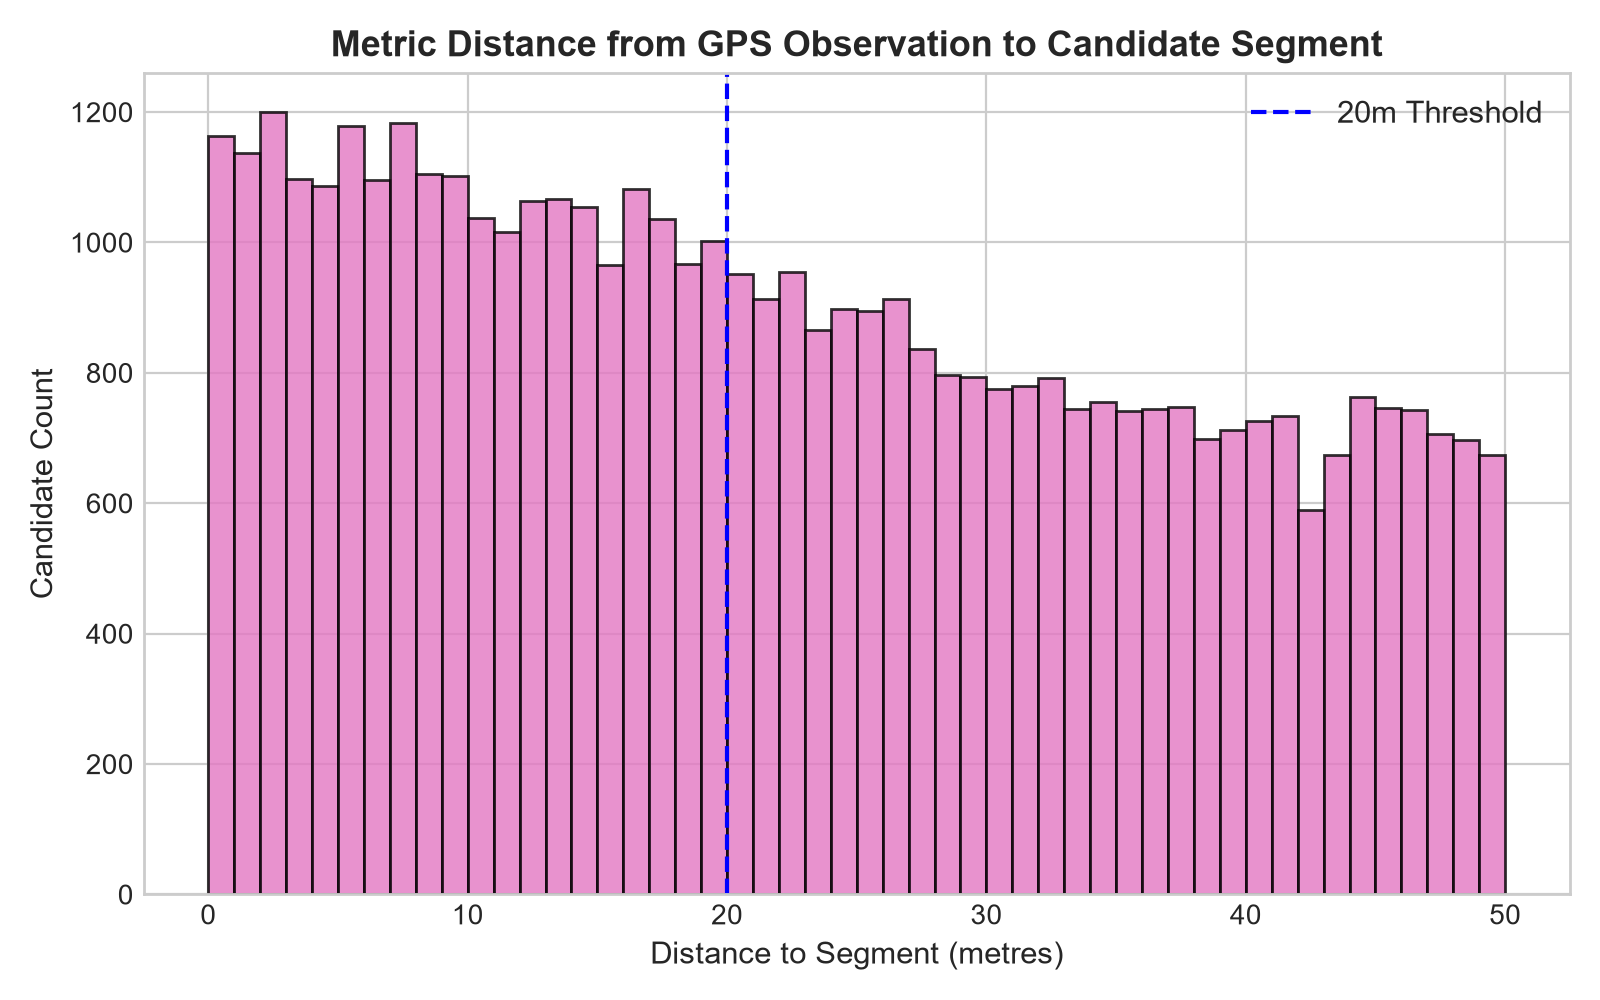 Metric Distance from GPS Observation to Candidate Segment
20m Threshold
1200
1000
800
600
400
200
0
Candidate Count
0 10 20 30 40 50
Distance to Segment (metres)